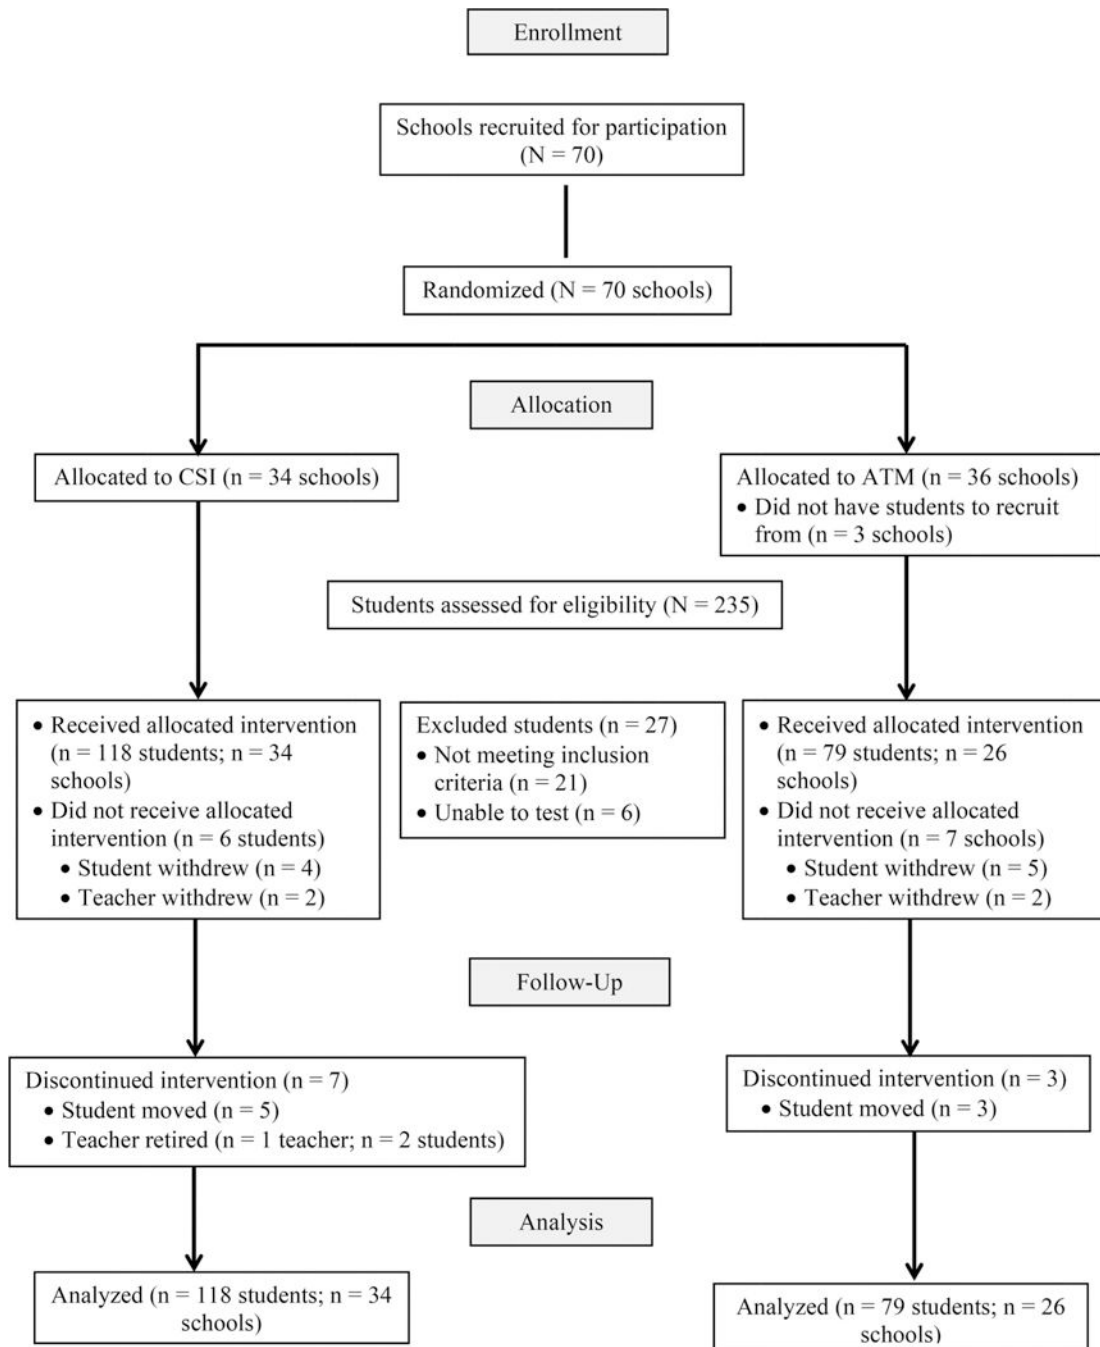 Enrollment
Schools recruited for participation
(N = 70)
Randomized (N = 70 schools)
Allocation
Allocated to CSI (n = 34 schools)
Allocated to ATM (n = 36 schools)
• Did not have students to recruit
from (n = 3 schools)
Students assessed for eligibility (N = 235)
• Received allocated intervention
(n = 118 students; n = 34
schools)
• Did not receive allocated
intervention (n = 6 students)
• Student withdrew (n = 4)
• Teacher withdrew (n = 2)
Excluded students (n = 27)
• Not meeting inclusion
criteria (n = 21)
• Unable to test (n = 6)
• Received allocated intervention
(n = 79 students; n = 26
schools)
• Did not receive allocated
intervention (n = 7 schools)
• Student withdrew (n = 5)
• Teacher withdrew (n = 2)
Follow-Up
Discontinued intervention (n = 7)
• Student moved (n = 5)
• Teacher retired (n = 1 teacher; n = 2 students)
Discontinued intervention (n = 3)
• Student moved (n = 3)
Analysis
Analyzed (n = 118 students; n = 34
schools)
Analyzed (n = 79 students; n = 26
schools)